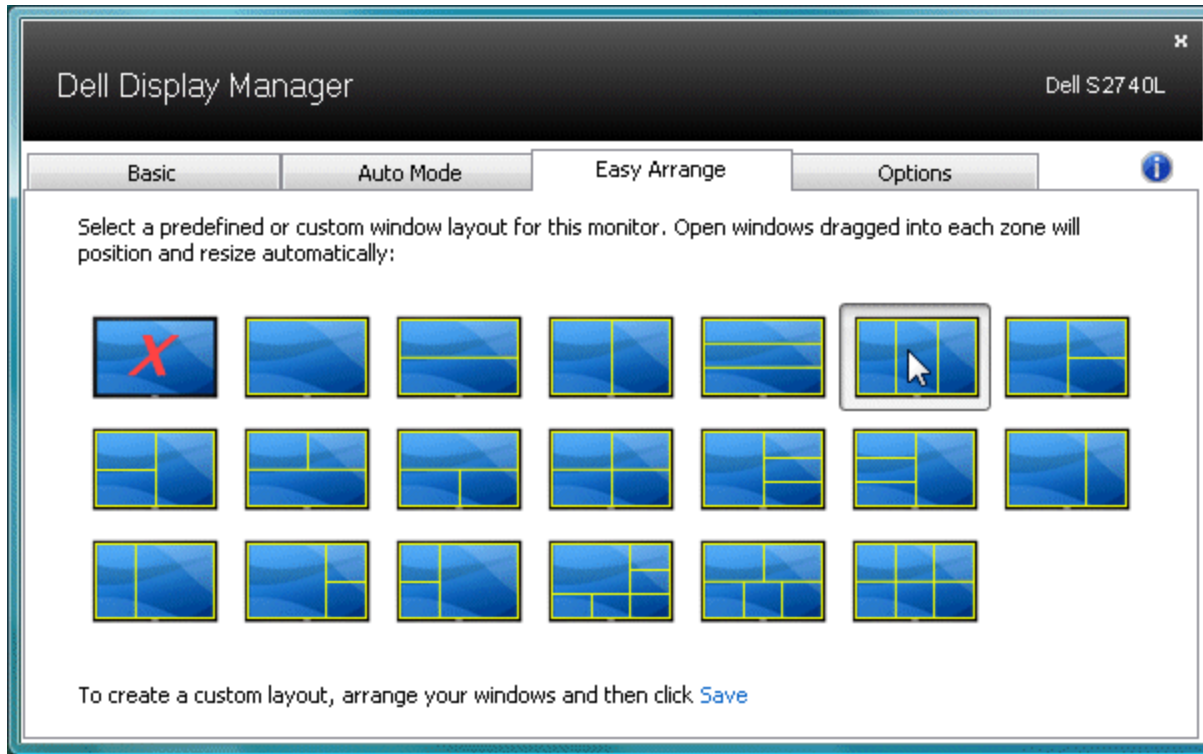 Dell Display Manager
Dell S2740L
Basic
Auto Mode
Easy Arrange
Options
Select a predefined or custom window layout for this monitor. Open windows dragged into each zone will
position and resize automatically:
X
To create a custom layout, arrange your windows and then click Save